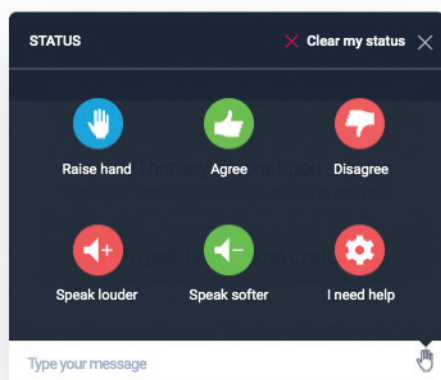 STATUS
Clear my status
Raise hand
Agree
Disagree
Speak louder
Speak softer
I need help
Type your message